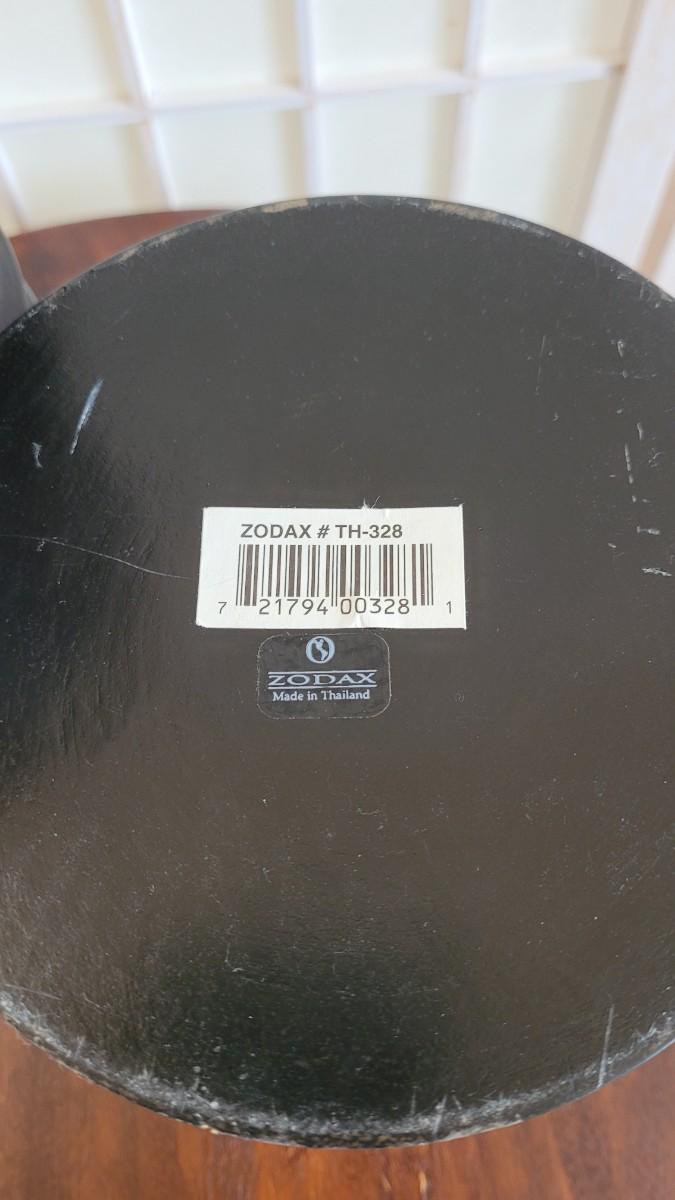 ZODAX # TH-328
7 21794 00328 1
ZODAX
Made in Thailand